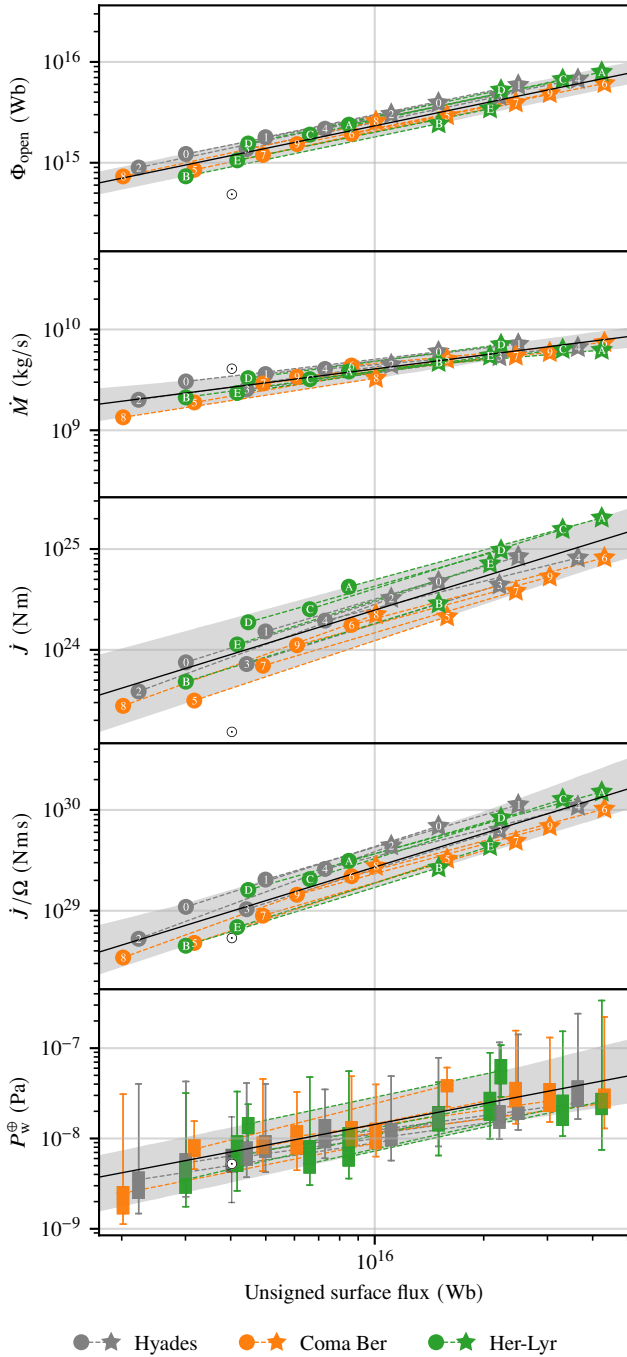 10^16
10^15
Φ_open (Wb)
10^10
10^9
Ṁ (kg/s)
10^25
10^24
J̇ (N m)
10^30
10^29
J̇/Ω (N m s)
10^-7
10^-8
10^-9
P_w^⊕ (Pa)
10^16
Unsigned surface flux (Wb)
Hyades Coma Ber Her-Lyr